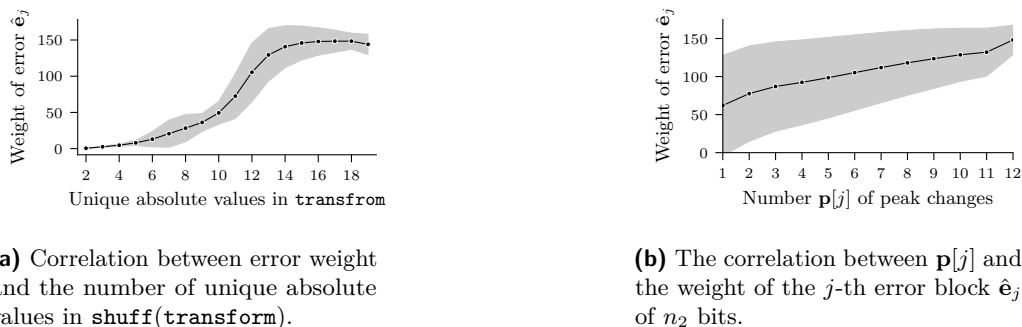 Weight of error ê_j
150
100
50
0
2 4 6 8 10 12 14 16 18
Unique absolute values in transfrom
a) Correlation between error weight
and the number of unique absolute
values in shuff(transform).
Weight of error ê_j
150
100
50
0
1 2 3 4 5 6 7 8 9 10 11 12
Number p[j] of peak changes
(b) The correlation between p[j] and
the weight of the j-th error block ê_j
of n_2 bits.